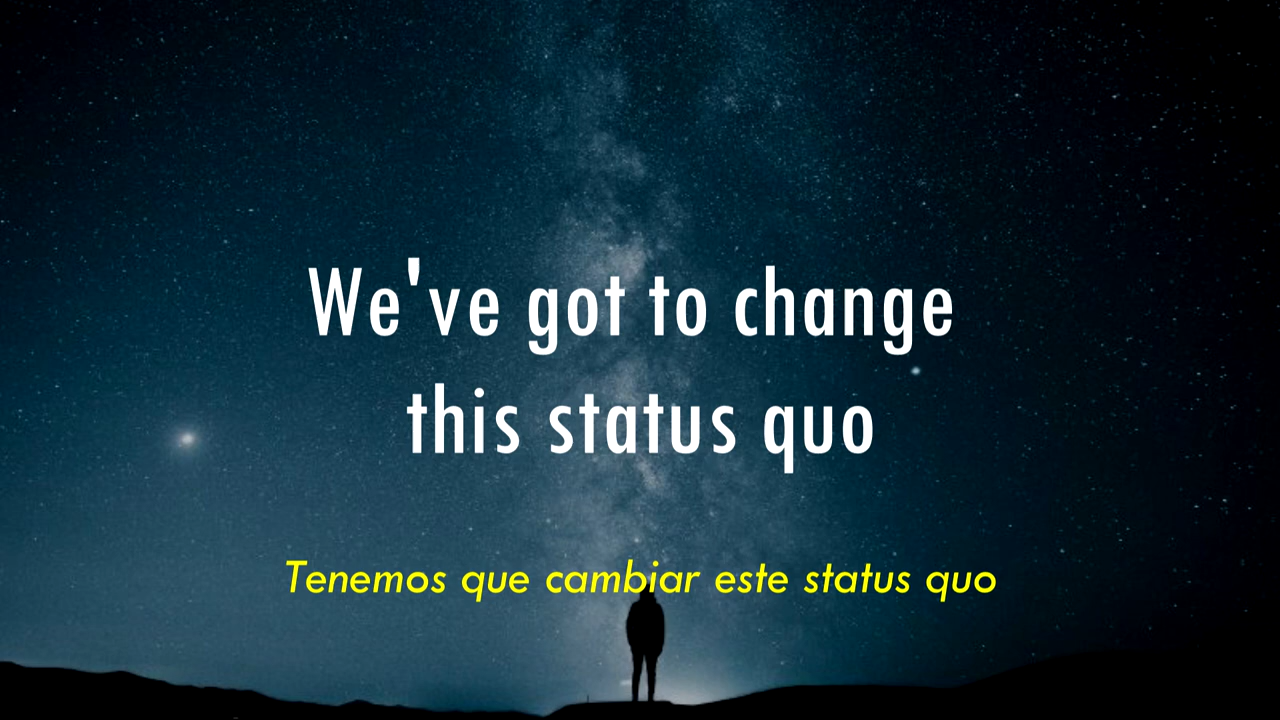 We've got to change
this status quo
Tenemos que cambiar este status quo